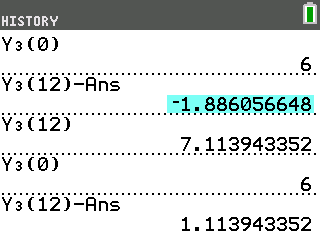 HISTORY
Y₃(0)
6
Y₃(12)-Ans
-1.886056648
Y₃(12)
7.113943352
Y₃(0)
6
Y₃(12)-Ans
1.113943352